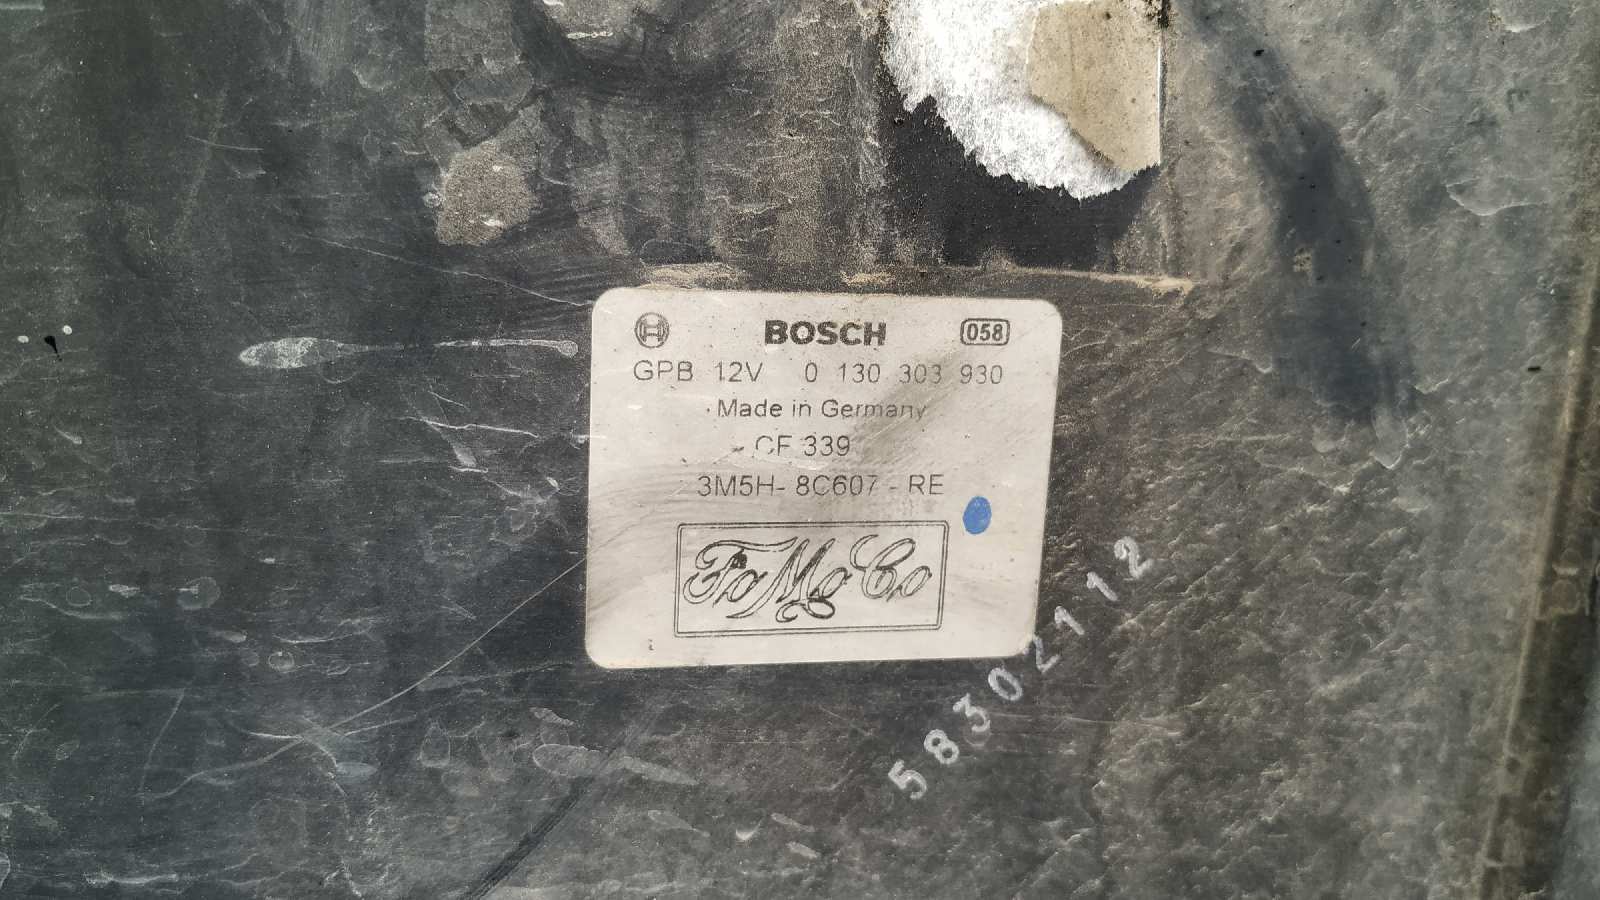 BOSCH 058
GPB 12V 0 130 303 930
Made in Germany
CF 339
3M5H-8C607-RE
FoMoCo
58302112